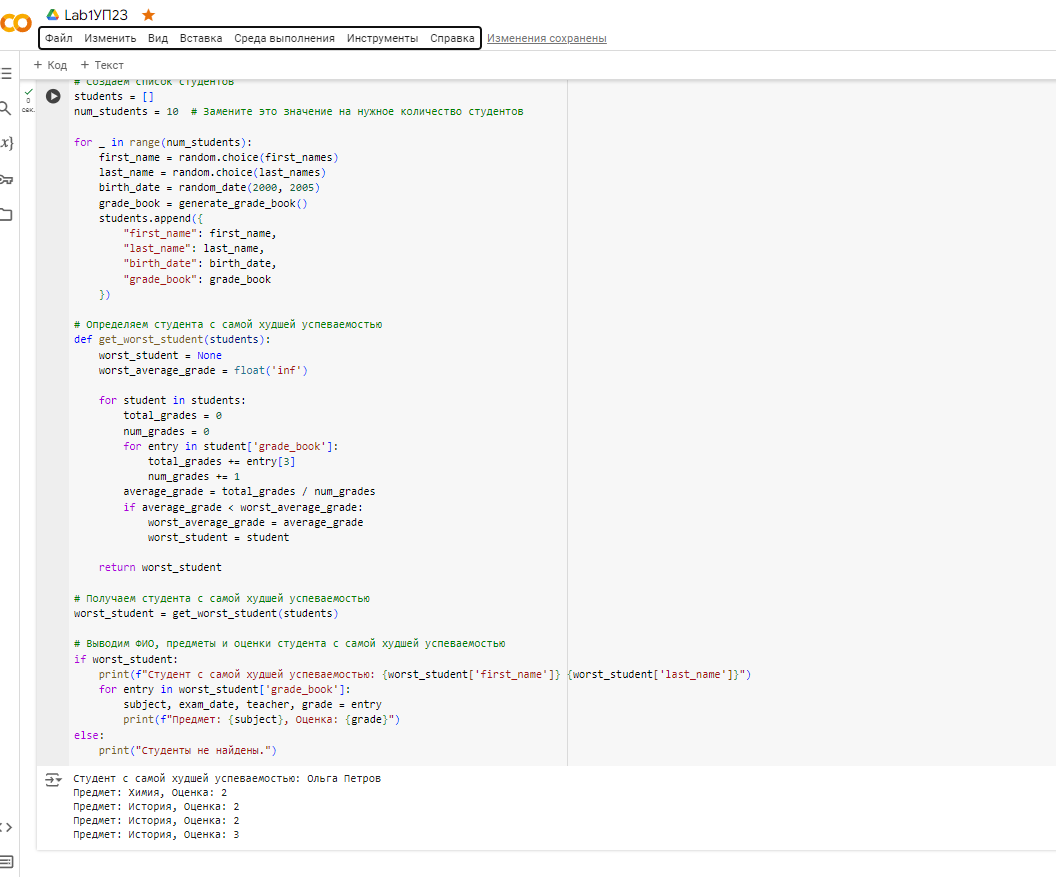 Lab1УП23
Файл Изменить Вид Вставка Среда выполнения Инструменты Справка Изменения сохранены
+ Код + Текст
# Создаем список студентов
students = []
0
сек.
num_students = 10  # Замените это значение на нужное количество студентов
for _ in range(num_students):
    first_name = random.choice(first_names)
    last_name = random.choice(last_names)
    birth_date = random_date(2000, 2005)
    grade_book = generate_grade_book()
    students.append({
        "first_name": first_name,
        "last_name": last_name,
        "birth_date": birth_date,
        "grade_book": grade_book
    })
# Определяем студента с самой худшей успеваемостью
def get_worst_student(students):
    worst_student = None
    worst_average_grade = float('inf')
    for student in students:
        total_grades = 0
        num_grades = 0
        for entry in student['grade_book']:
            total_grades += entry[3]
            num_grades += 1
        average_grade = total_grades / num_grades
        if average_grade < worst_average_grade:
            worst_average_grade = average_grade
            worst_student = student
    return worst_student
# Получаем студента с самой худшей успеваемостью
worst_student = get_worst_student(students)
# Выводим ФИО, предметы и оценки студента с самой худшей успеваемостью
if worst_student:
    print(f"Студент с самой худшей успеваемостью: {worst_student['first_name']} {worst_student['last_name']}")
    for entry in worst_student['grade_book']:
        subject, exam_date, teacher, grade = entry
        print(f"Предмет: {subject}, Оценка: {grade}")
else:
    print("Студенты не найдены.")
Студент с самой худшей успеваемостью: Ольга Петров
Предмет: Химия, Оценка: 2
Предмет: История, Оценка: 2
Предмет: История, Оценка: 2
Предмет: История, Оценка: 3